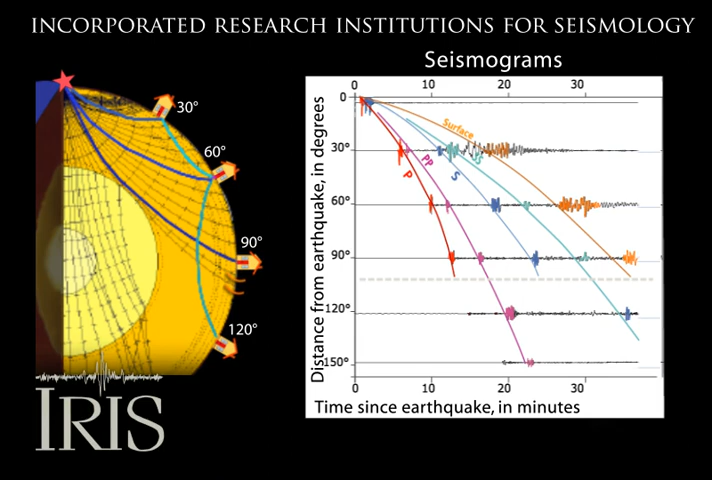 INCORPORATED RESEARCH INSTITUTIONS FOR SEISMOLOGY
Seismograms
30°
60°
90°
120°
IRIS
0 10 20 30
Distance from earthquake, in degrees
0
30°
60°
90°
120°
150°
Surface
SS
PP
S
P
0 10 20 30
Time since earthquake, in minutes